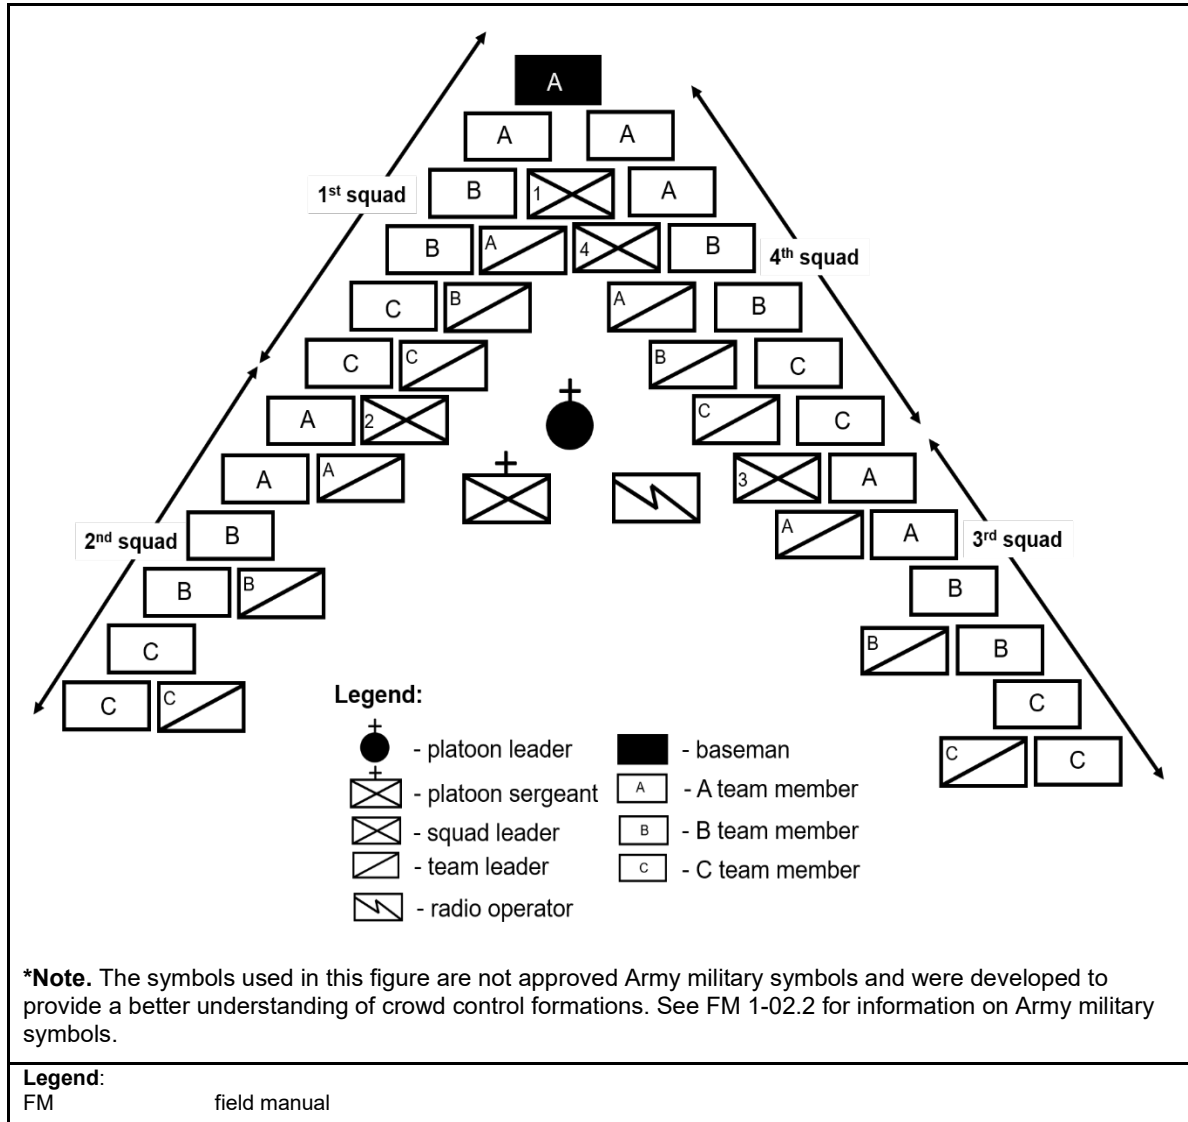 A
A A
B 1 A
1st squad
B A 4 B
4th squad
C B A B
C C B C
A 2 C C
A A 3 A
2nd squad B A A 3rd squad
B B B
C B B
C C C
C C
Legend:
- platoon leader - baseman
- platoon sergeant A - A team member
- squad leader B - B team member
- team leader C - C team member
- radio operator
*Note. The symbols used in this figure are not approved Army military symbols and were developed to
provide a better understanding of crowd control formations. See FM 1-02.2 for information on Army military
symbols.
Legend:
FM field manual